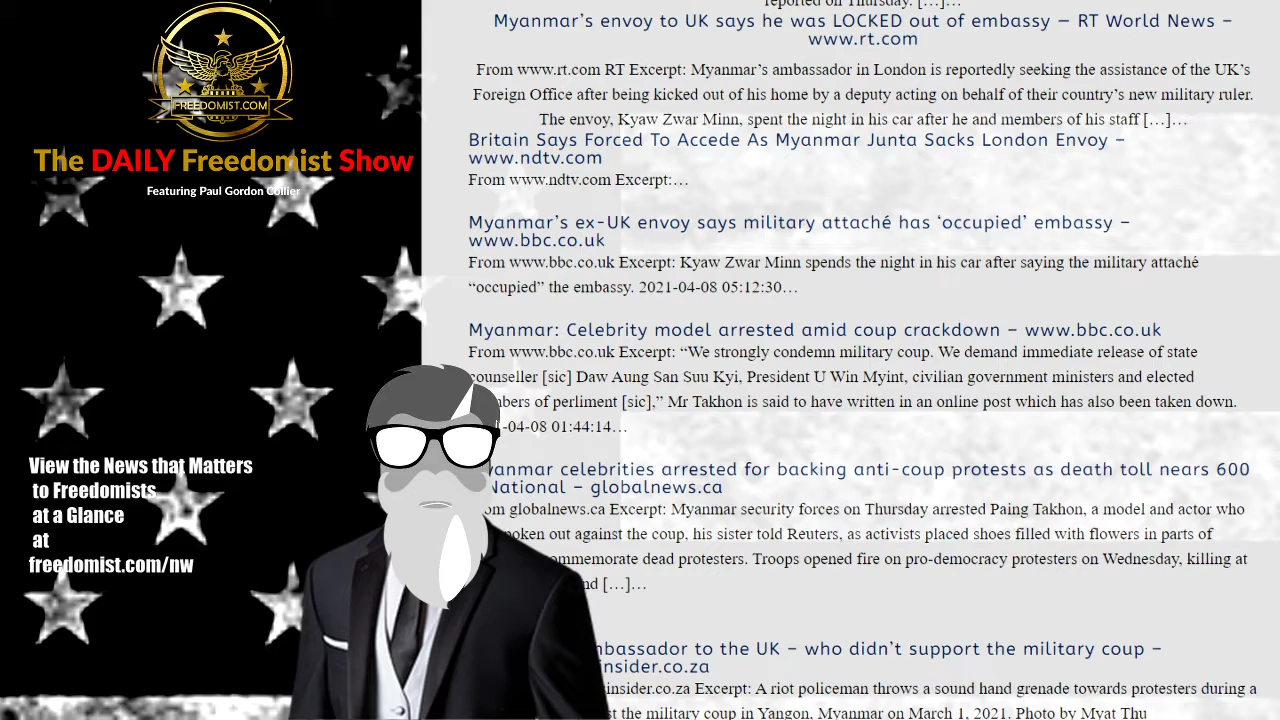 FREEDOMIST.COM
The DAILY Freedomist Show
Featuring Paul Gordon Collier
View the News that Matters
to Freedomists
at a Glance
at
freedomist.com/nw
reported on Thursday. […]…
Myanmar’s envoy to UK says he was LOCKED out of embassy – RT World News –
www.rt.com
From www.rt.com RT Excerpt: Myanmar’s ambassador in London is reportedly seeking the assistance of the UK’s
Foreign Office after being kicked out of his home by a deputy acting on behalf of their country’s new military ruler.
The envoy, Kyaw Zwar Minn, spent the night in his car after he and members of his staff […]…
Britain Says Forced To Accede As Myanmar Junta Sacks London Envoy –
www.ndtv.com
From www.ndtv.com Excerpt:…
Myanmar’s ex-UK envoy says military attaché has ‘occupied’ embassy –
www.bbc.co.uk
From www.bbc.co.uk Excerpt: Kyaw Zwar Minn spends the night in his car after saying the military attaché
“occupied” the embassy. 2021-04-08 05:12:30…
Myanmar: Celebrity model arrested amid coup crackdown – www.bbc.co.uk
From www.bbc.co.uk Excerpt: “We strongly condemn military coup. We demand immediate release of state
counseller [sic] Daw Aung San Suu Kyi, President U Win Myint, civilian government ministers and elected
mbers of perliment [sic],” Mr Takhon is said to have written in an online post which has also been taken down.
-04-08 01:44:14…
anmar celebrities arrested for backing anti-coup protests as death toll nears 600
National – globalnews.ca
om globalnews.ca Excerpt: Myanmar security forces on Thursday arrested Paing Takhon, a model and actor who
poken out against the coup, his sister told Reuters, as activists placed shoes filled with flowers in parts of
mmemorate dead protesters. Troops opened fire on pro-democracy protesters on Wednesday, killing at
nd […]…
mbassador to the UK – who didn’t support the military coup –
insider.co.za
insider.co.za Excerpt: A riot policeman throws a sound hand grenade towards protesters during a
st the military coup in Yangon, Myanmar on March 1, 2021. Photo by Myat Thu